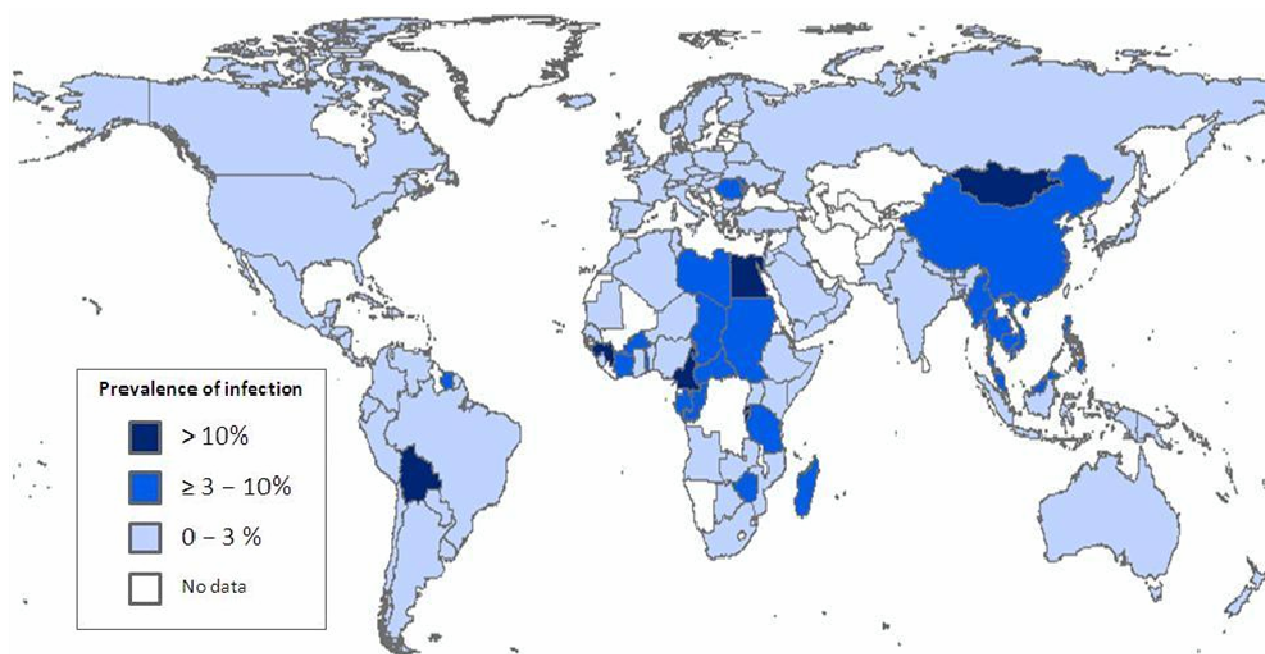 Prevalence of infection
> 10%
≥ 3 – 10%
0 – 3 %
No data